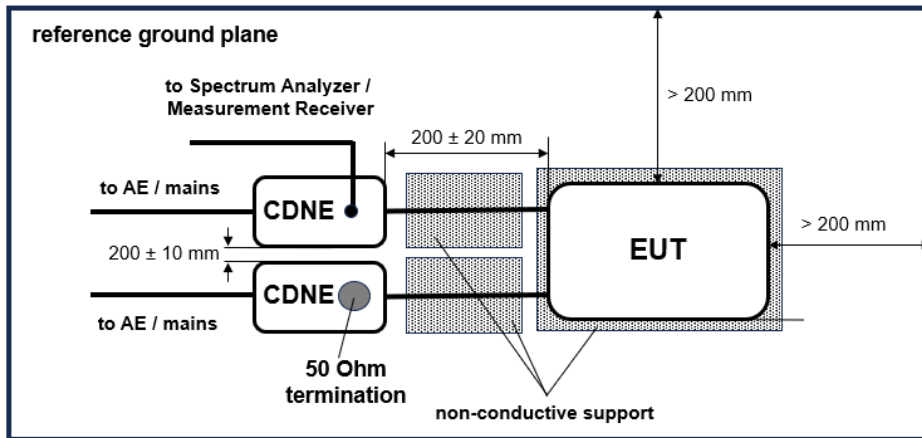 reference ground plane
to Spectrum Analyzer /
Measurement Receiver
> 200 mm
200 ± 20 mm
to AE / mains
CDNE
EUT
> 200 mm
200 ± 10 mm
CDNE
to AE / mains
50 Ohm
termination
non-conductive support